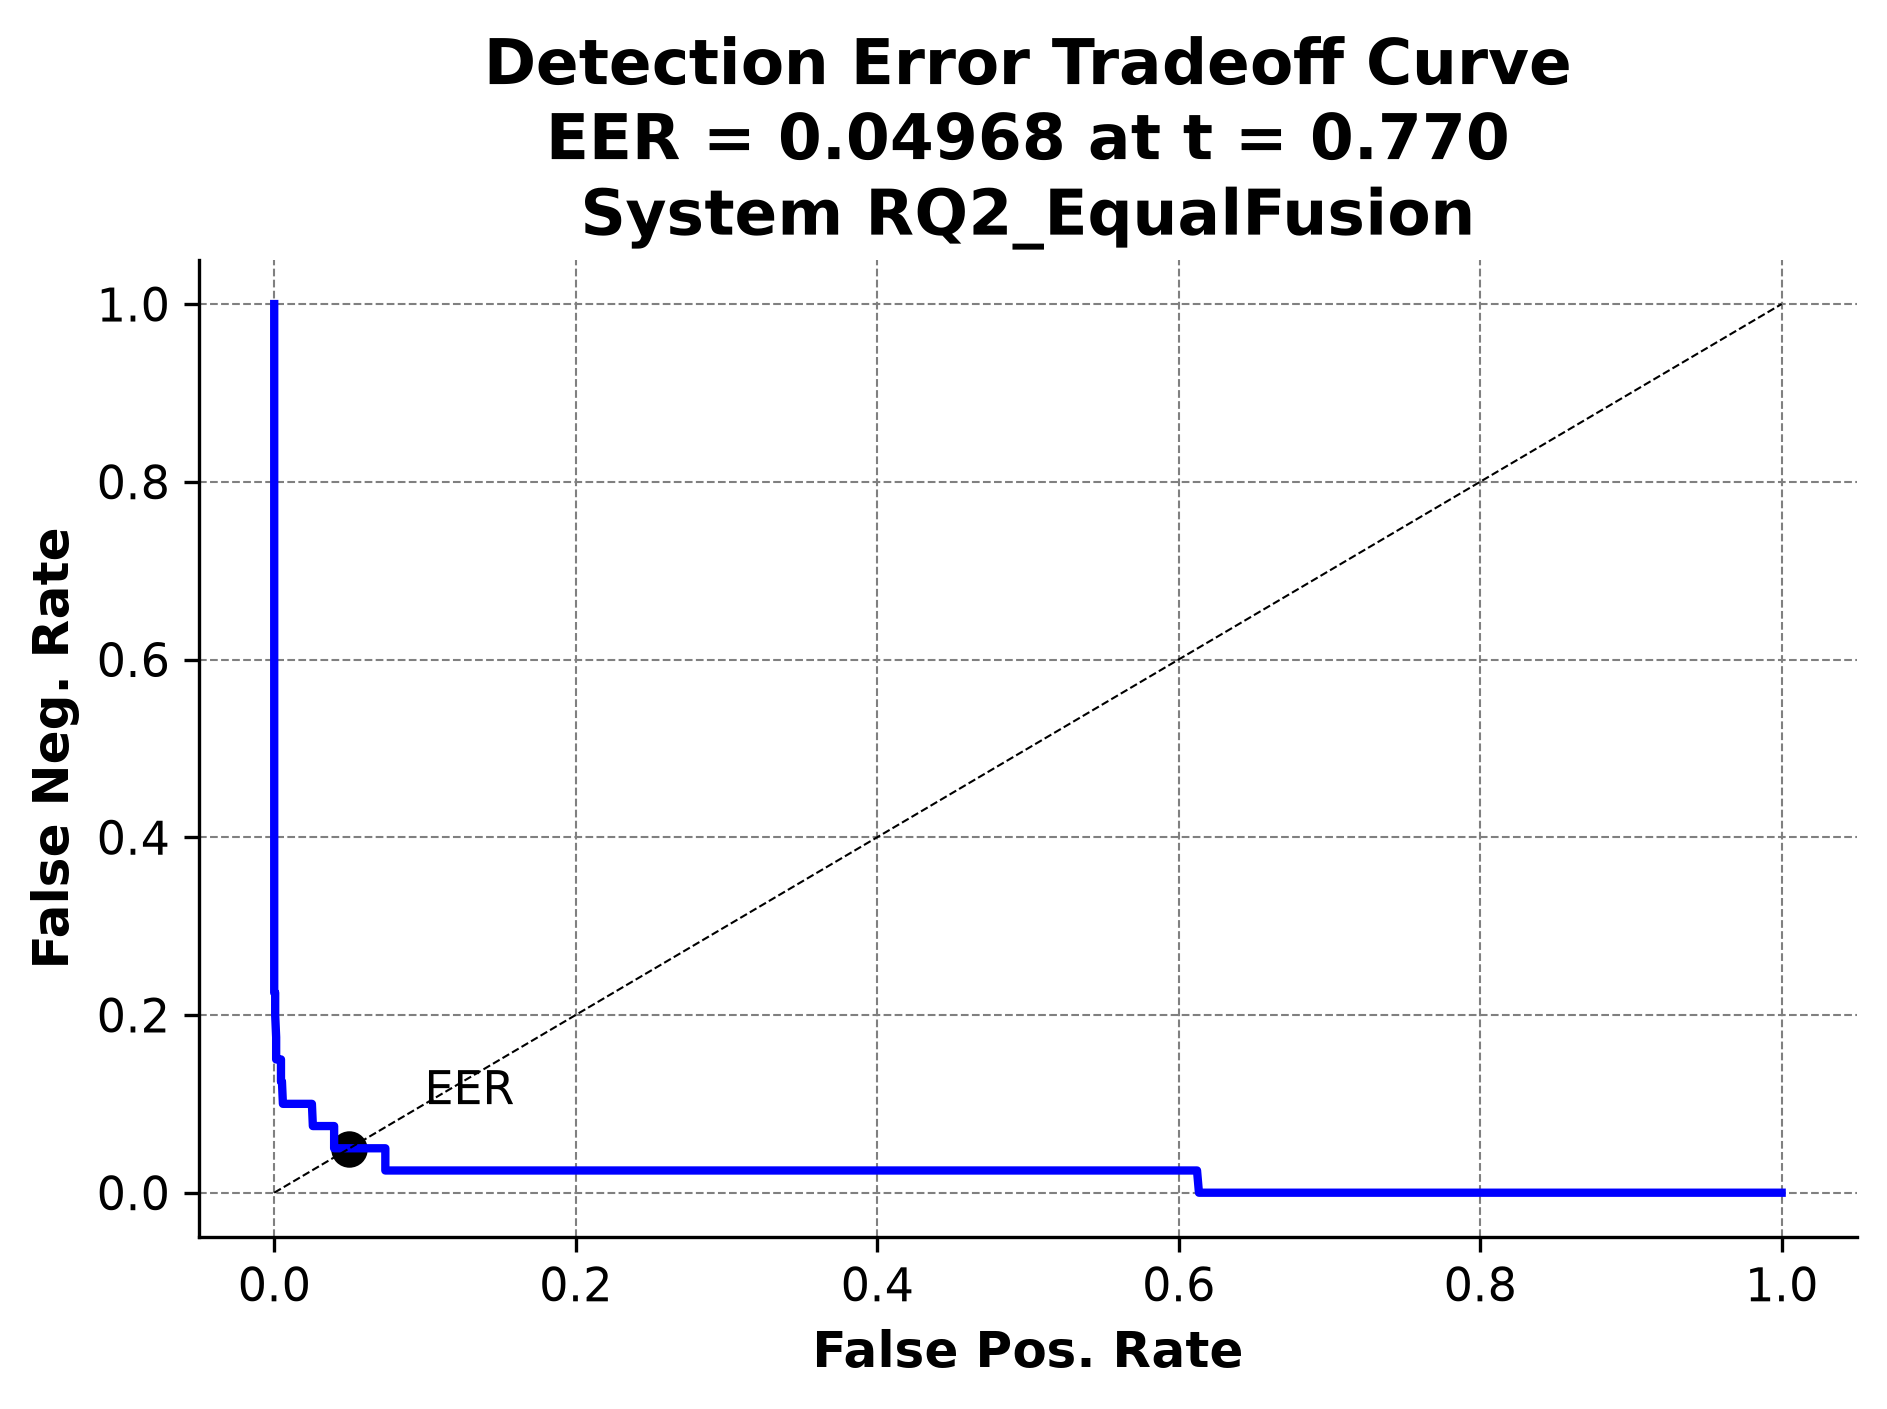 Detection Error Tradeoff Curve
EER = 0.04968 at t = 0.770
System RQ2_EqualFusion
1.0
0.8
0.6
0.4
0.2
0.0
False Neg. Rate
EER
0.0 0.2 0.4 0.6 0.8 1.0
False Pos. Rate